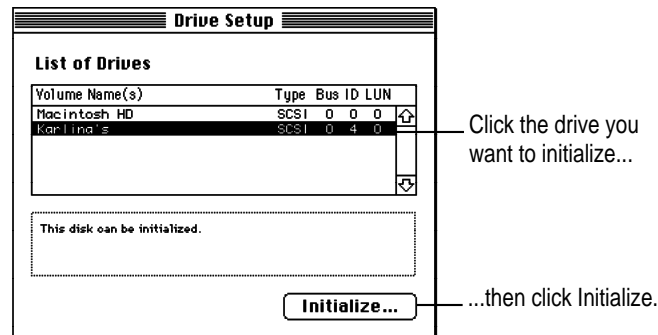 Drive Setup
List of Drives
Volume Name(s) Type Bus ID LUN
Macintosh HD SCSI 0 0 0
Karlina's SCSI 0 4 0
Click the drive you
want to initialize...
This disk can be initialized.
Initialize...
...then click Initialize.